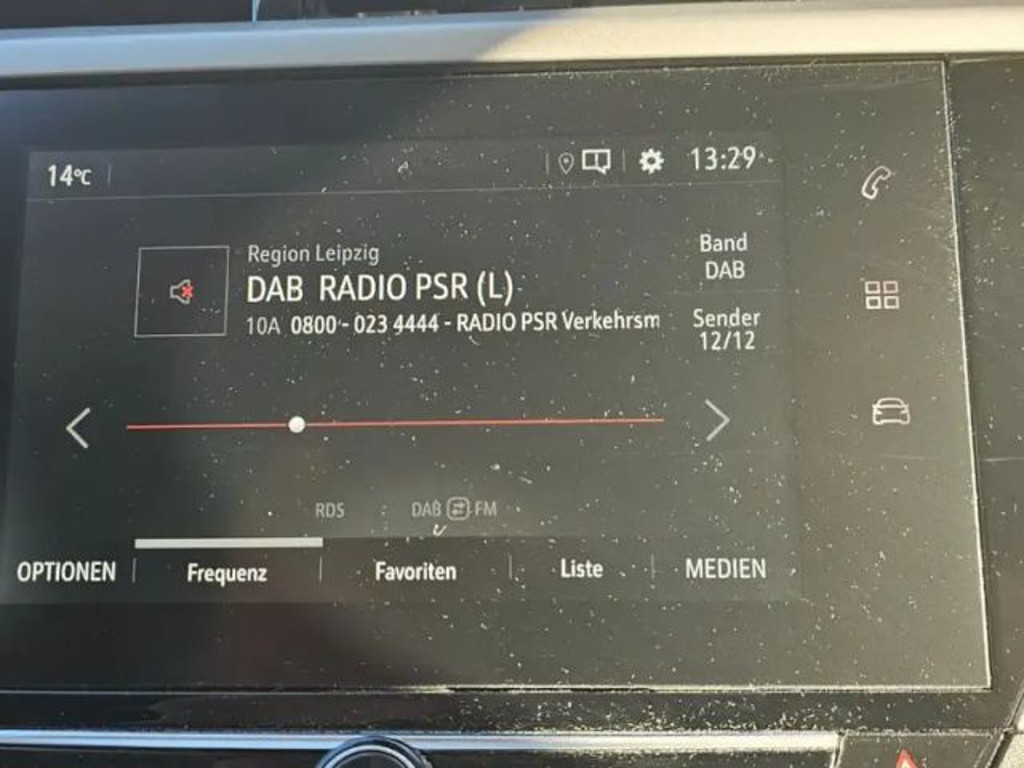 14°C
13:29
Region Leipzig
DAB RADIO PSR (L)
10A 0800 - 023 4444 - RADIO PSR Verkehrsm
Band
DAB
Sender
12/12
RDS
DAB FM
OPTIONEN
Frequenz
Favoriten
Liste
MEDIEN